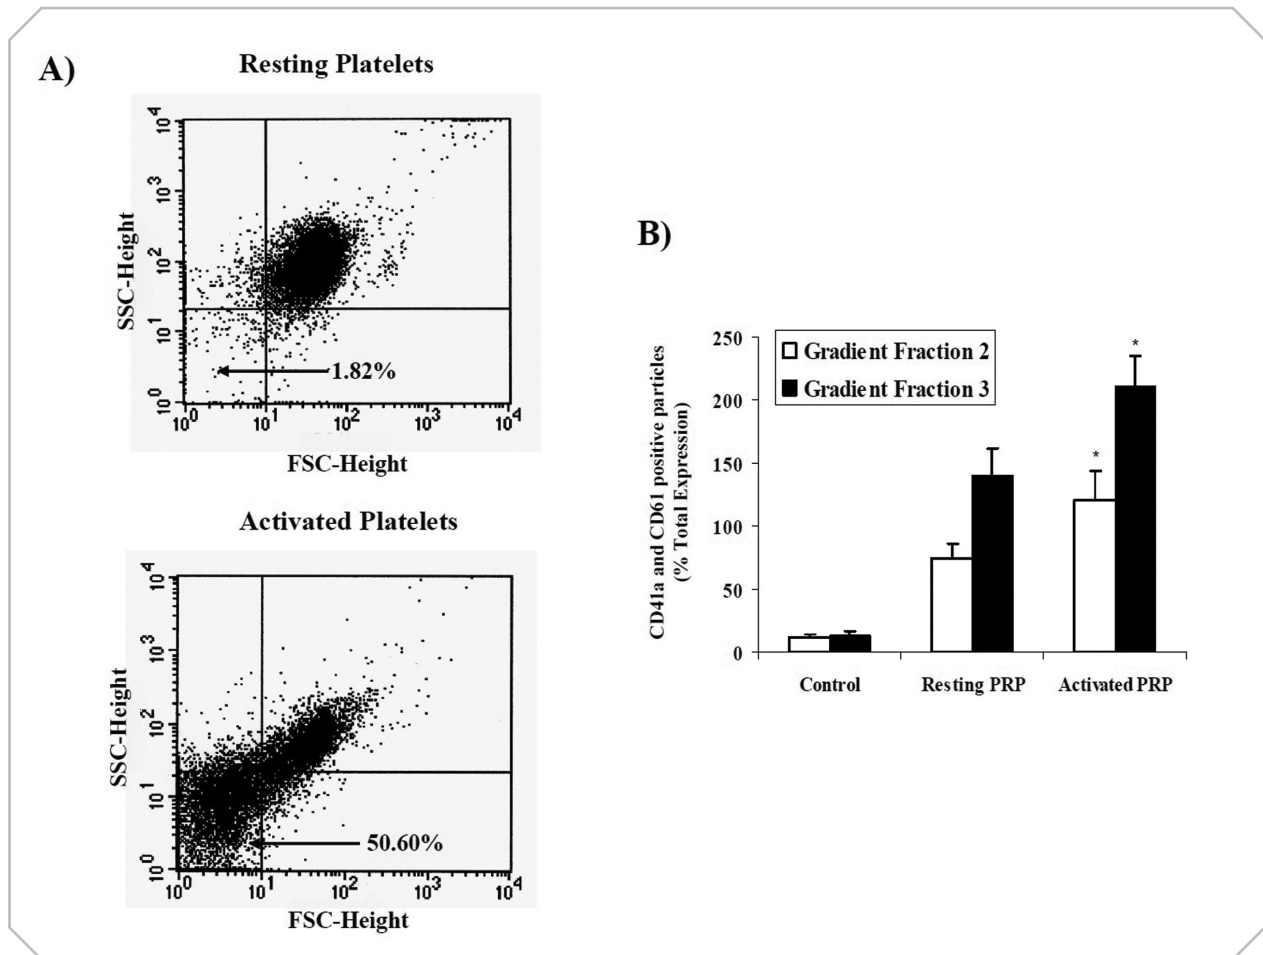 A)
Resting Platelets
10^4
10^3
10^2
10^1
10^0
SSC-Height
1.82%
10^0 10^1 10^2 10^3 10^4
FSC-Height
Activated Platelets
10^4
10^3
10^2
10^1
10^0
SSC-Height
50.60%
10^0 10^1 10^2 10^3 10^4
FSC-Height
B)
CD41a and CD61 positive particles
(% Total Expression)
250
200
150
100
50
0
Gradient Fraction 2
Gradient Fraction 3
*
*
Control Resting PRP Activated PRP